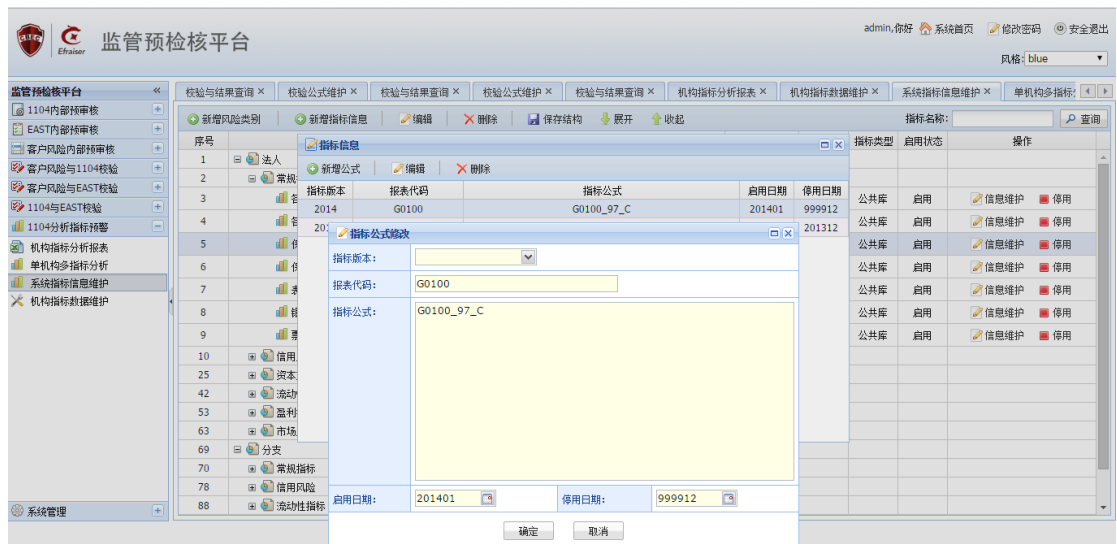 CBRC
Efraiser
监管预检核平台
admin,你好 系统首页 修改密码 安全退出
风格: blue
监管预检核平台
校验与结果查询 × 校验公式维护 × 校验与结果查询 × 校验公式维护 × 校验与结果查询 × 机构指标分析报表 × 机构指标数据维护 × 系统指标信息维护 × 单机构多指标
1104内部预审核
EAST内部预审核
客户风险内部预审核
客户风险与1104校验
客户风险与EAST校验
1104与EAST校验
1104分析指标预警
机构指标分析报表
单机构多指标分析
系统指标信息维护
机构指标数据维护
系统管理
新增风险类别 新增指标信息 编辑 删除 保存结构 展开 收起 指标名称: 查询
序号 指标类型 启用状态 操作
1 法人
2 常规
3 公共库 启用 信息维护 停用
4 公共库 启用 信息维护 停用
5 公共库 启用 信息维护 停用
6 公共库 启用 信息维护 停用
7 公共库 启用 信息维护 停用
8 公共库 启用 信息维护 停用
9 公共库 启用 信息维护 停用
10 信用
25 资本
42 流动
53 盈利
63 市场
69 分支
70 常规指标
78 信用风险
88 流动性指标
指标信息
新增公式 编辑 删除
指标版本 报表代码 指标公式 启用日期 停用日期
2014 G0100 G0100_97_C 201401 999912
201312
指标公式修改
指标版本:
报表代码: G0100
指标公式: G0100_97_C
启用日期: 201401 停用日期: 999912
确定 取消